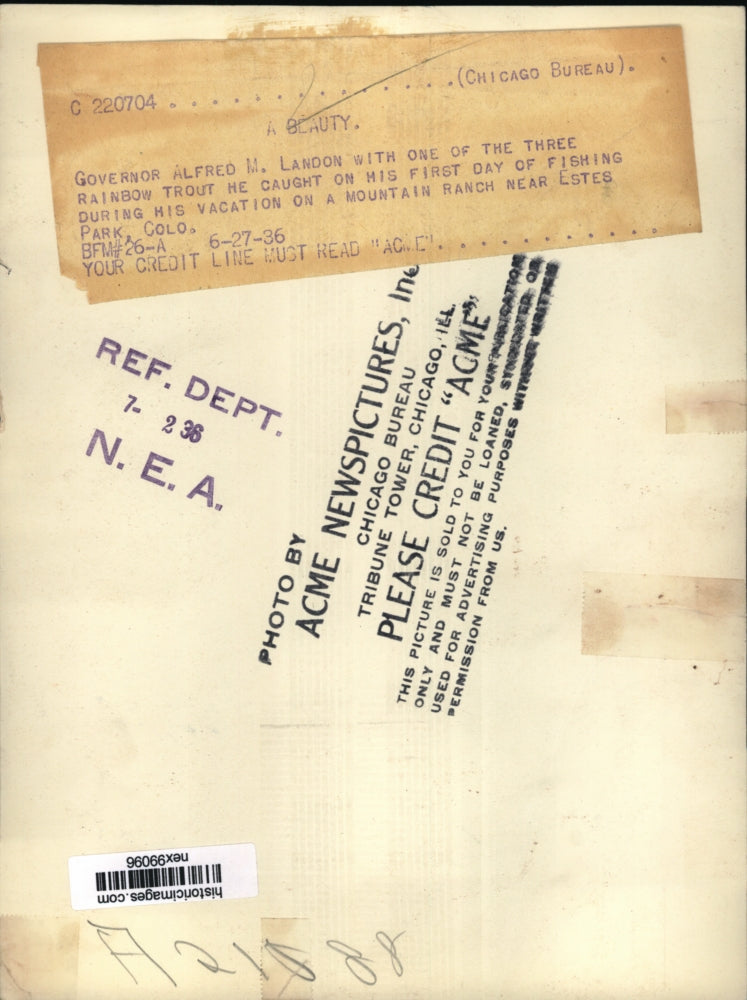 C 220704 . . . . . . . . . . . . . . (CHICAGO BUREAU).
A BEAUTY.
GOVERNOR ALFRED M. LANDON WITH ONE OF THE THREE
RAINBOW TROUT HE CAUGHT ON HIS FIRST DAY OF FISHING
DURING HIS VACATION ON A MOUNTAIN RANCH NEAR ESTES
PARK, COLO.
BFM#26-A 6-27-36
YOUR CREDIT LINE MUST READ "ACME". . . . . . . . . . .
REF. DEPT.
7- 2 36
N. E. A.
PHOTO BY
ACME NEWSPICTURES, Inc
CHICAGO BUREAU
TRIBUNE TOWER, CHICAGO, ILL.
PLEASE CREDIT "ACME"
THIS PICTURE IS SOLD TO YOU FOR YOUR PUBLICATION
ONLY AND MUST NOT BE LOANED, SYNDICATED OR
USED FOR ADVERTISING PURPOSES WITHOUT WRITTEN
PERMISSION FROM US.
historicimages.com
nex99096